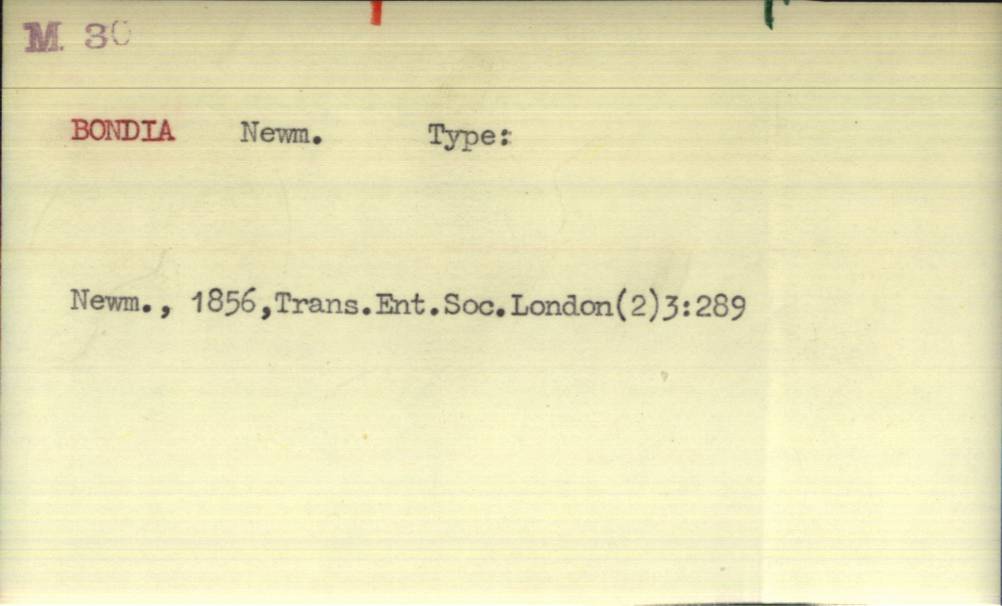 M. 30
BONDIA Newm. Type:
Newm., 1856,Trans.Ent.Soc.London(2)3:289